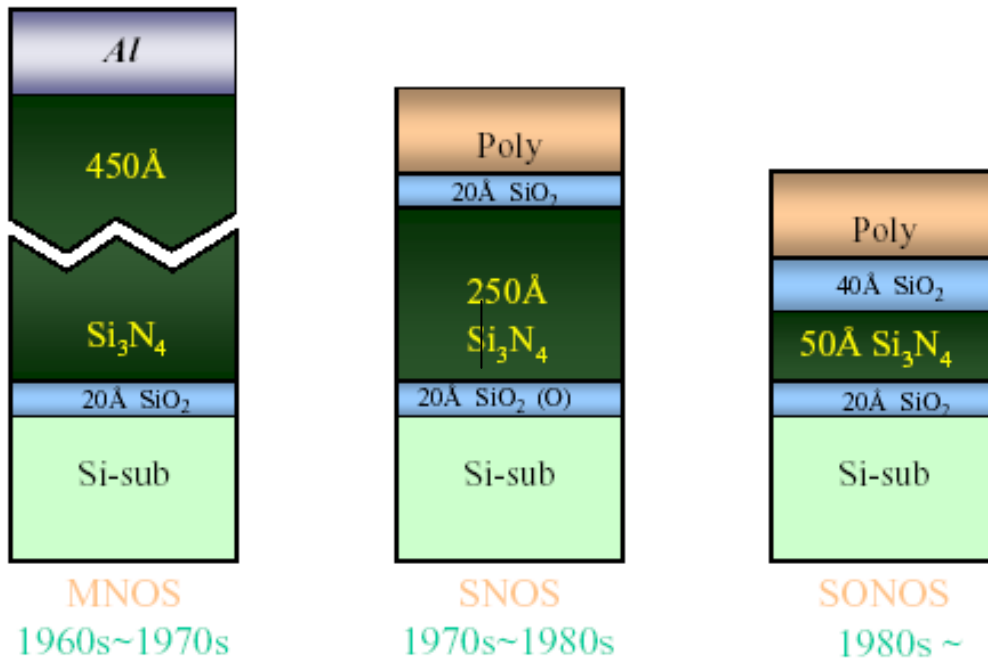 Al
450Å
Si₃N₄
20Å SiO₂
Si-sub
MNOS
1960s~1970s
Poly
20Å SiO₂
250Å
Si₃N₄
20Å SiO₂ (O)
Si-sub
SNOS
1970s~1980s
Poly
40Å SiO₂
50Å Si₃N₄
20Å SiO₂
Si-sub
SONOS
1980s ~